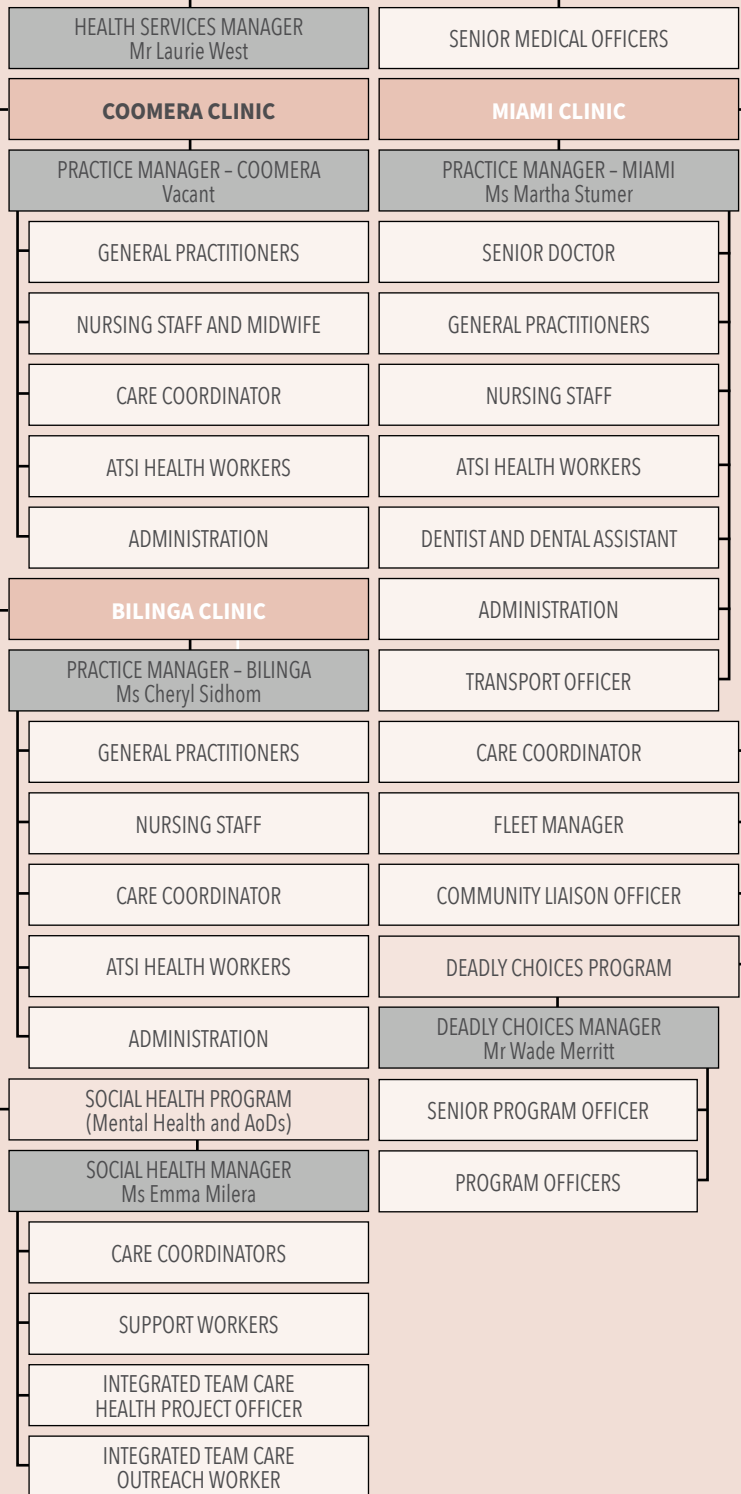 HEALTH SERVICES MANAGER
Mr Laurie West
COOMERA CLINIC
PRACTICE MANAGER – COOMERA
Vacant
GENERAL PRACTITIONERS
NURSING STAFF AND MIDWIFE
CARE COORDINATOR
ATSI HEALTH WORKERS
ADMINISTRATION
BILINGA CLINIC
PRACTICE MANAGER – BILINGA
Ms Cheryl Sidhom
GENERAL PRACTITIONERS
NURSING STAFF
CARE COORDINATOR
ATSI HEALTH WORKERS
ADMINISTRATION
SOCIAL HEALTH PROGRAM
(Mental Health and AoDs)
SOCIAL HEALTH MANAGER
Ms Emma Milera
CARE COORDINATORS
SUPPORT WORKERS
INTEGRATED TEAM CARE
HEALTH PROJECT OFFICER
INTEGRATED TEAM CARE
OUTREACH WORKER
SENIOR MEDICAL OFFICERS
MIAMI CLINIC
PRACTICE MANAGER – MIAMI
Ms Martha Stumer
SENIOR DOCTOR
GENERAL PRACTITIONERS
NURSING STAFF
ATSI HEALTH WORKERS
DENTIST AND DENTAL ASSISTANT
ADMINISTRATION
TRANSPORT OFFICER
CARE COORDINATOR
FLEET MANAGER
COMMUNITY LIAISON OFFICER
DEADLY CHOICES PROGRAM
DEADLY CHOICES MANAGER
Mr Wade Merritt
SENIOR PROGRAM OFFICER
PROGRAM OFFICERS